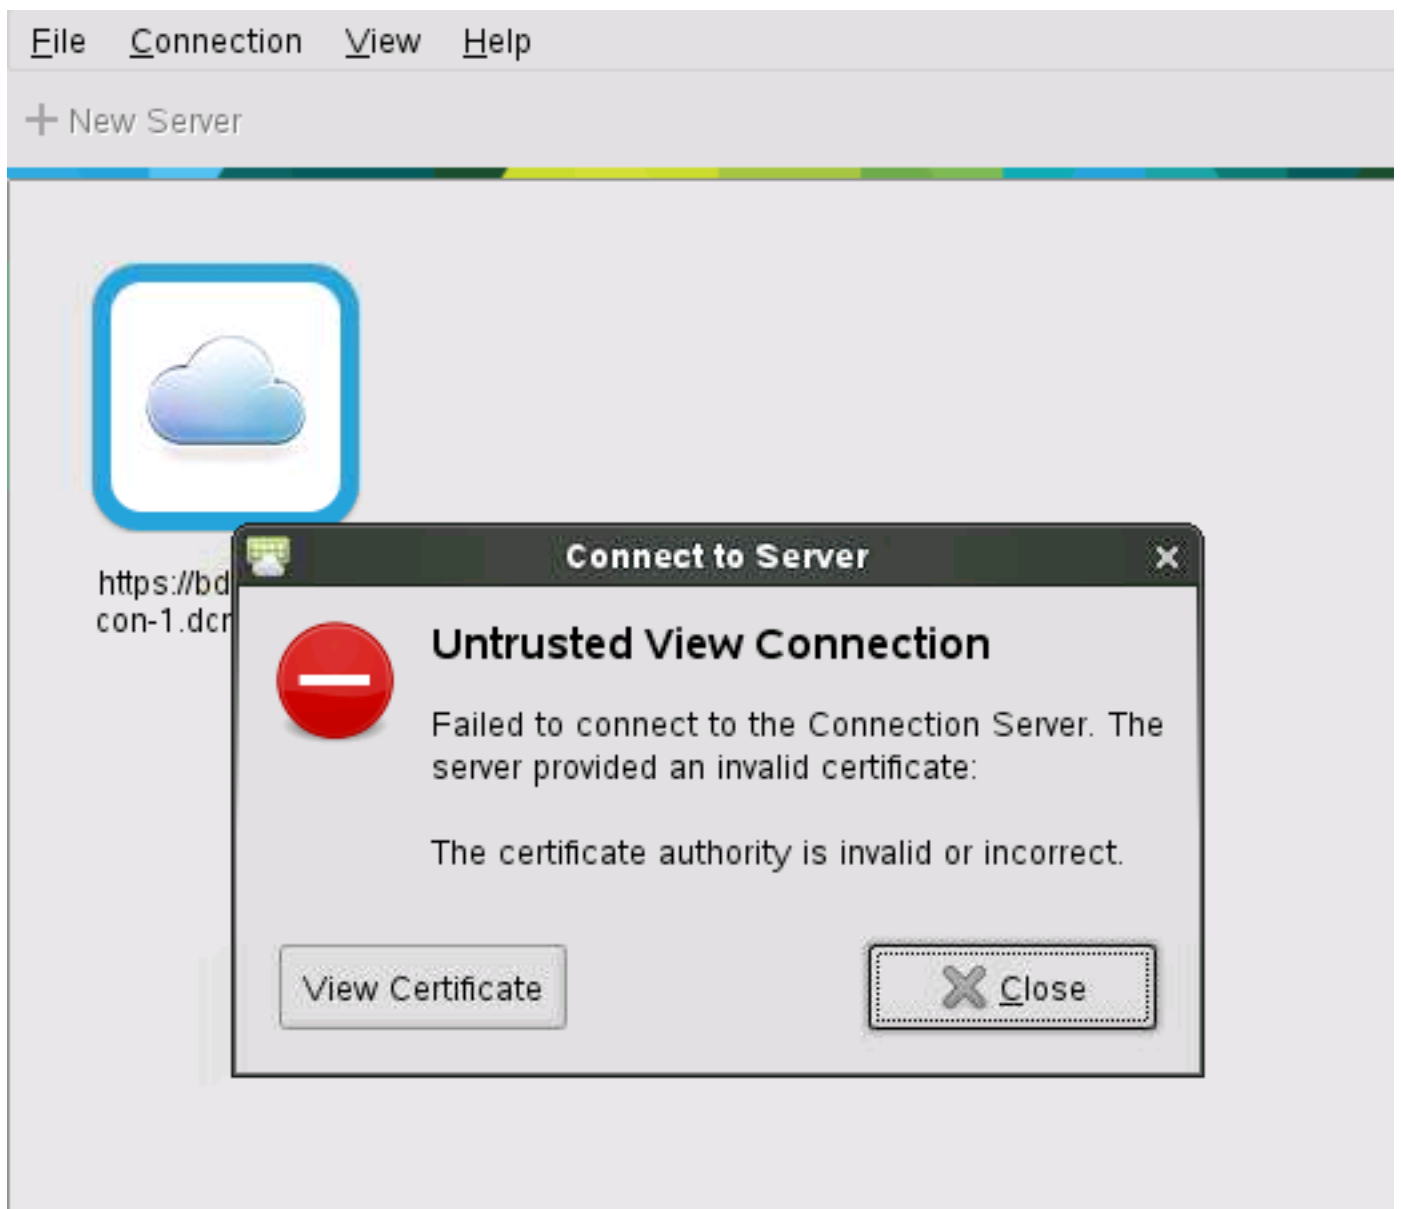 File Connection View Help
New Server
https://bd
con-1.dcr
Connect to Server
Untrusted View Connection
Failed to connect to the Connection Server. The
server provided an invalid certificate:
The certificate authority is invalid or incorrect.
View Certificate
Close